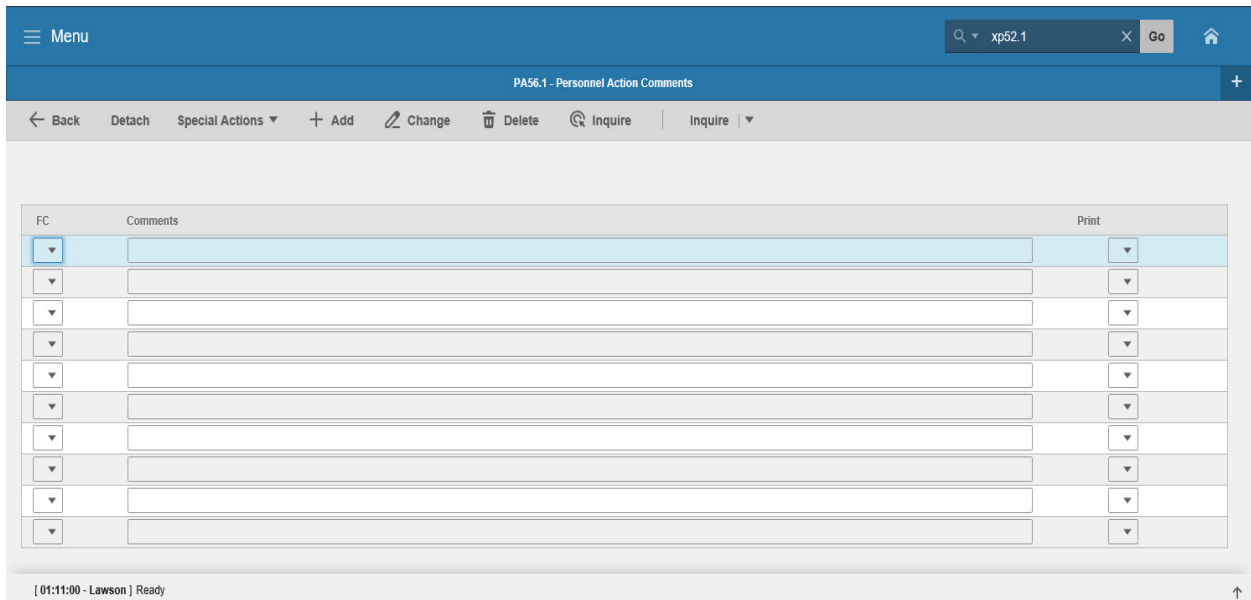 Menu xp52.1 Go
PA56.1 - Personnel Action Comments
Back Detach Special Actions Add Change Delete Inquire Inquire
FC Comments Print
[ 01:11:00 - Lawson ] Ready